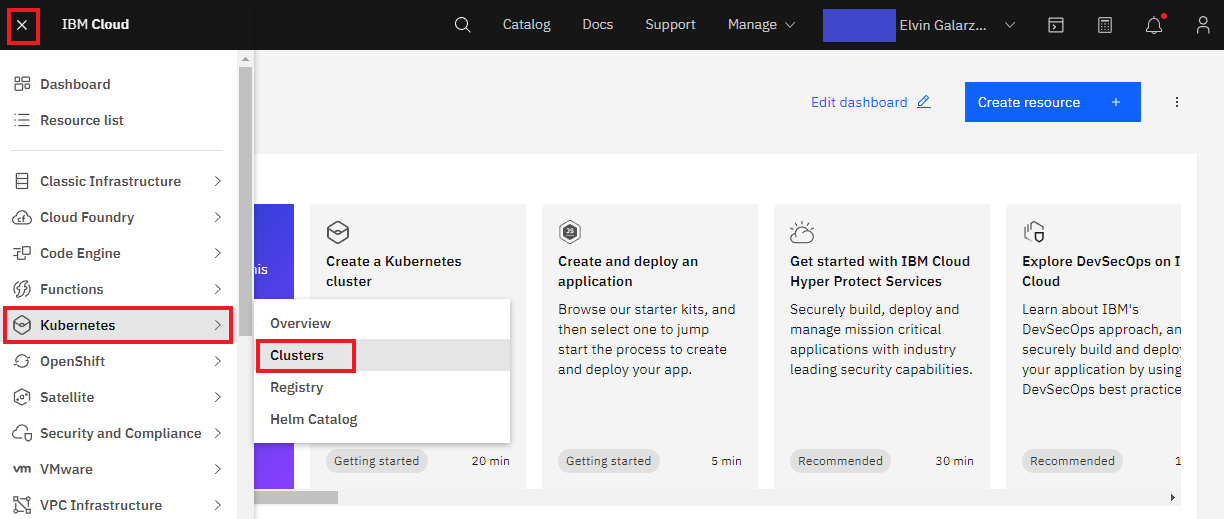 IBM Cloud
Catalog
Docs
Support
Manage
Elvin Galarz...
Dashboard
Resource list
Classic Infrastructure
Cloud Foundry
Code Engine
Functions
Kubernetes
OpenShift
Satellite
Security and Compliance
VMware
VPC Infrastructure
Overview
Clusters
Registry
Helm Catalog
Edit dashboard
Create resource +
Create a Kubernetes
cluster
Getting started
20 min
JS
Create and deploy an
application
Browse our starter kits, and
then select one to jump
start the process to create
and deploy your app.
Getting started
5 min
Get started with IBM Cloud
Hyper Protect Services
Securely build, deploy and
manage mission critical
applications with industry
leading security capabilities.
Recommended
30 min
Explore DevSecOps on I
Cloud
Learn about IBM's
DevSecOps approach, an
securely build and deplo
your application by using
DevSecOps best practice
Recommended
1